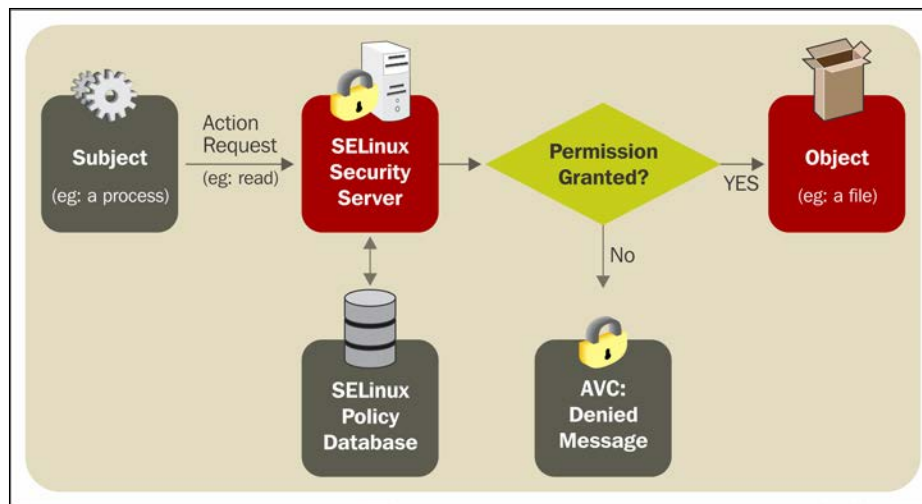 Subject
(eg: a process)
Action
Request
(eg: read)
SELinux
Security
Server
Permission
Granted?
YES
Object
(eg: a file)
No
SELinux
Policy
Database
AVC:
Denied
Message